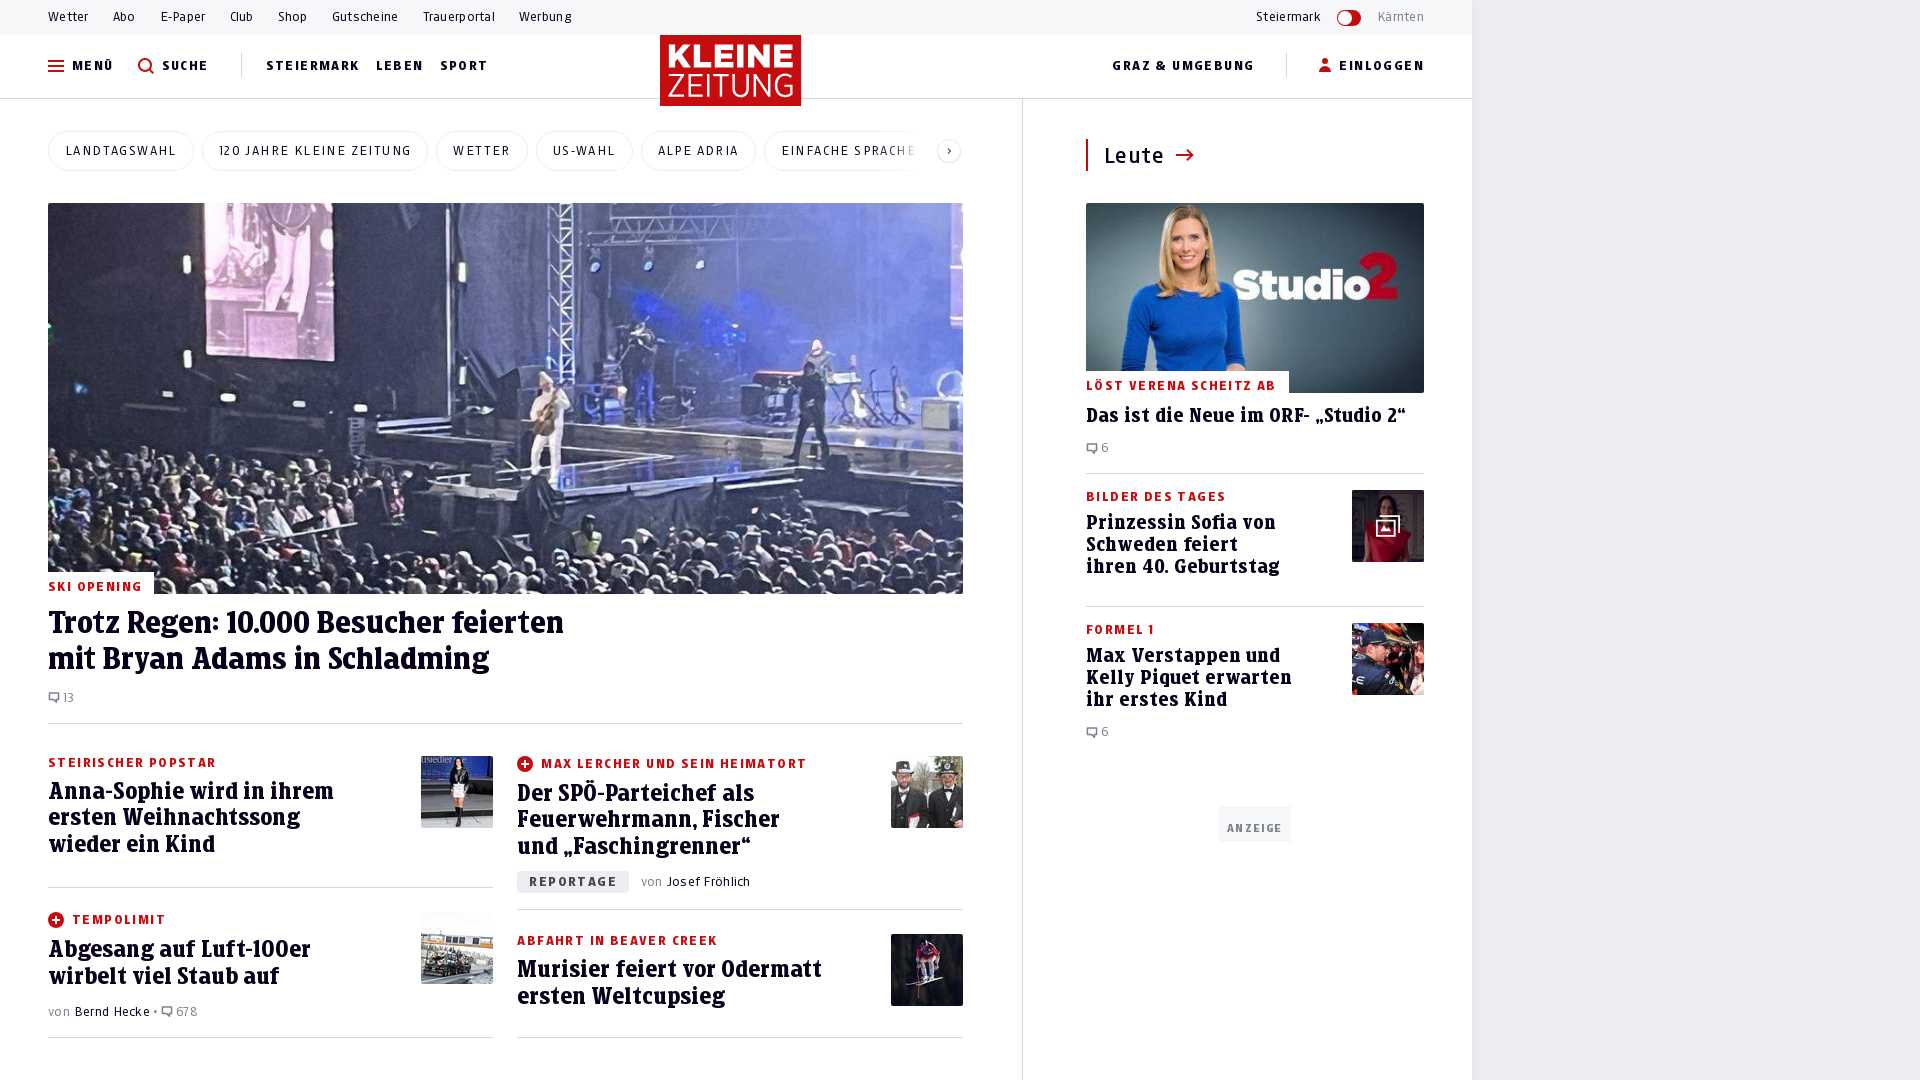 Wetter Abo E-Paper Club Shop Gutscheine Trauerportal Werbung Steiermark Kärnten
MENÜ SUCHE STEIERMARK LEBEN SPORT KLEINE ZEITUNG GRAZ & UMGEBUNG EINLOGGEN
LANDTAGSWAHL 120 JAHRE KLEINE ZEITUNG WETTER US-WAHL ALPE ADRIA EINFACHE SPRACHE
SKI OPENING
Trotz Regen: 10.000 Besucher feierten
mit Bryan Adams in Schladming
13
STEIRISCHER POPSTAR
Anna-Sophie wird in ihrem
ersten Weihnachtssong
wieder ein Kind
TEMPOLIMIT
Abgesang auf Luft-100er
wirbelt viel Staub auf
von Bernd Hecke • 678
MAX LERCHER UND SEIN HEIMATORT
Der SPÖ-Parteichef als
Feuerwehrmann, Fischer
und „Faschingrenner“
REPORTAGE von Josef Fröhlich
ABFAHRT IN BEAVER CREEK
Murisier feiert vor Odermatt
ersten Weltcupsieg
Leute
Studio 2
LÖST VERENA SCHEITZ AB
Das ist die Neue im ORF- „Studio 2“
6
BILDER DES TAGES
Prinzessin Sofia von
Schweden feiert
ihren 40. Geburtstag
FORMEL 1
Max Verstappen und
Kelly Piquet erwarten
ihr erstes Kind
6
ANZEIGE